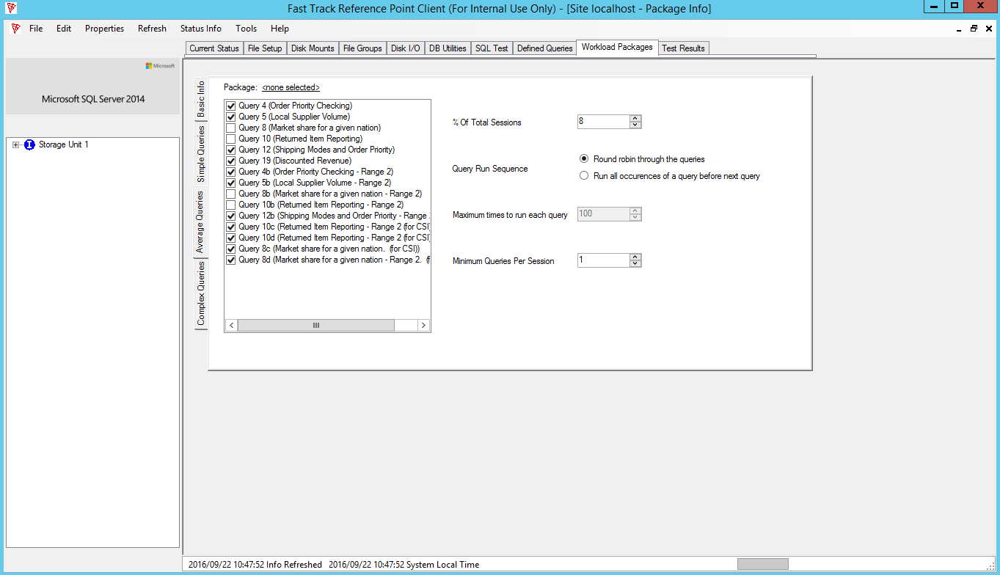 Fast Track Reference Point Client (For Internal Use Only) - [Site localhost - Package Info]
File Edit Properties Refresh Status Info Tools Help
Current Status File Setup Disk Mounts File Groups Disk I/O DB Utilities SQL Test Defined Queries Workload Packages Test Results
Microsoft
Microsoft SQL Server 2014
Storage Unit 1
Basic Info
Simple Queries
Average Queries
Complex Queries
Package: <none selected>
Query 4 (Order Priority Checking)
Query 5 (Local Supplier Volume)
Query 8 (Market share for a given nation)
Query 10 (Returned Item Reporting)
Query 12 (Shipping Modes and Order Priority)
Query 19 (Discounted Revenue)
Query 4b (Order Priority Checking - Range 2)
Query 5b (Local Supplier Volume - Range 2)
Query 8b (Market share for a given nation - Range 2)
Query 10b (Returned Item Reporting - Range 2)
Query 12b (Shipping Modes and Order Priority - Range
Query 10c (Returned Item Reporting - Range 2 (for CSI
Query 10d (Returned Item Reporting - Range 2 (for CSI
Query 8c (Market share for a given nation. (for CSI))
Query 8d (Market share for a given nation - Range 2. (f
% Of Total Sessions 8
Query Run Sequence
Round robin through the queries
Run all occurences of a query before next query
Maximum times to run each query 100
Minimum Queries Per Session 1
2016/09/22 10:47:52 Info Refreshed 2016/09/22 10:47:52 System Local Time